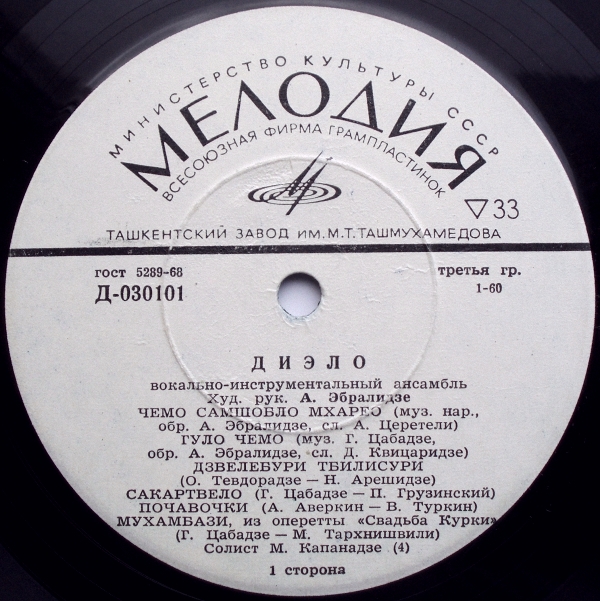 МИНИСТЕРСТВО КУЛЬТУРЫ СССР
МЕЛОДИЯ
ВСЕСОЮЗНАЯ ФИРМА ГРАМПЛАСТИНОК
▽33
ТАШКЕНТСКИЙ ЗАВОД ИМ.М.Т.ТАШМУХАМЕДОВА
гост 5289-68
третья гр.
Д-030101
1-60
ДИЭЛО
вокально-инструментальный ансамбль
Худ. рук. А. Эбралидзе
ЧЕМО САМШОБЛО МХАРЕО (муз. нар.,
обр. А. Эбралидзе, сл. А. Церетели)
ГУЛО ЧЕМО (муз. Г. Цабадзе,
обр. А. Эбралидзе, сл. Д. Квицаридзе)
ДЗВЕЛЕБУРИ ТБИЛИСУРИ
(О. Тевдорадзе — Н. Арешидзе)
САКАРТВЕЛО (Г. Цабадзе — П. Грузинский)
ПОЧАВОЧКИ (А. Аверкин — В. Туркин)
МУХАМБАЗИ, из оперетты «Свадьба Курки»
(Г. Цабадзе — М. Тархнишвили)
Солист М. Капанадзе (4)
1 сторона